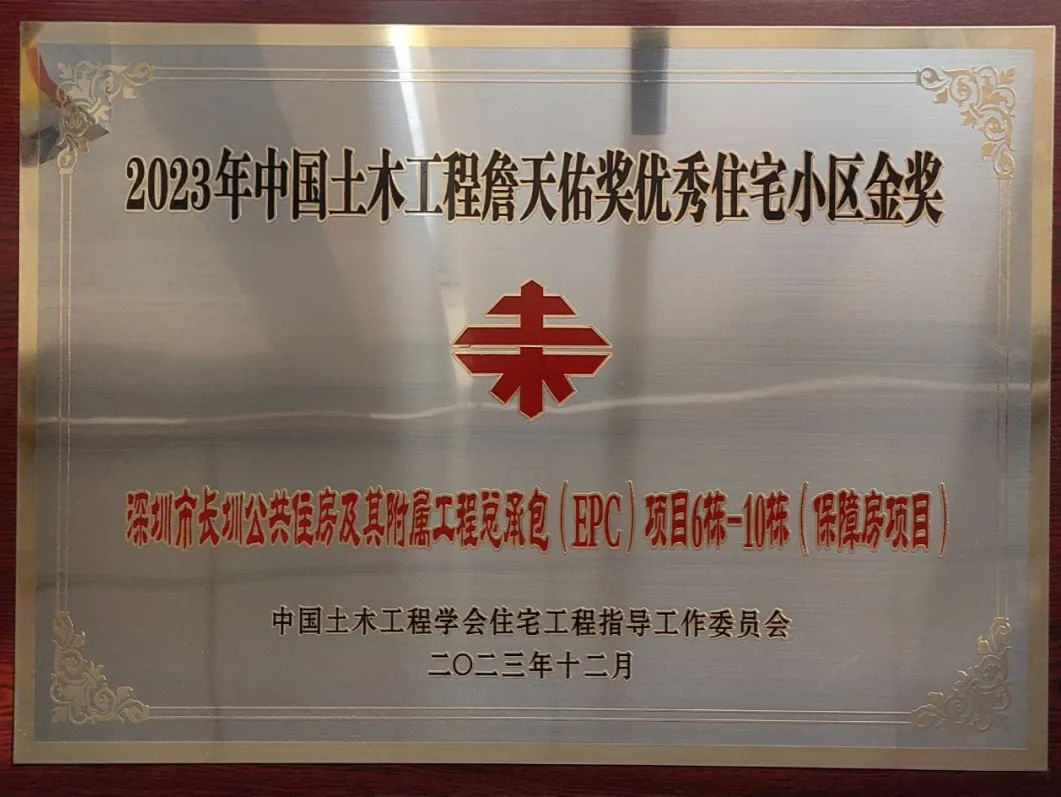 2023年中国土木工程詹天佑奖优秀住宅小区金奖
深圳市长圳公共住房及其附属工程总承包（EPC）项目6栋-10栋（保障房项目）
中国土木工程学会住宅工程指导工作委员会
二〇二三年十二月